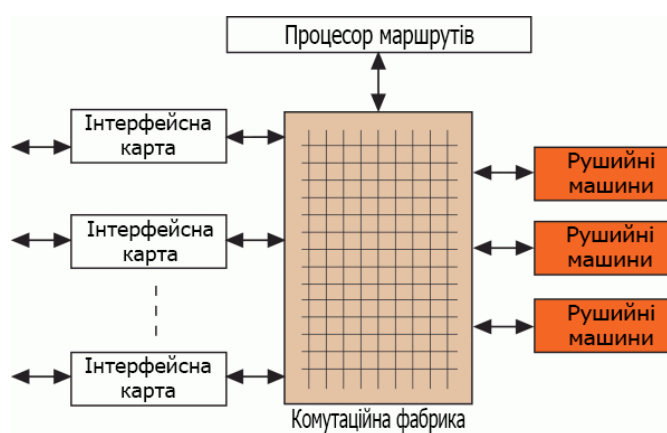 Процесор маршрутів
Інтерфейсна
карта
Рушийні
машини
Інтерфейсна
карта
Рушийні
машини
Рушийні
машини
Інтерфейсна
карта
Комутаційна фабрика